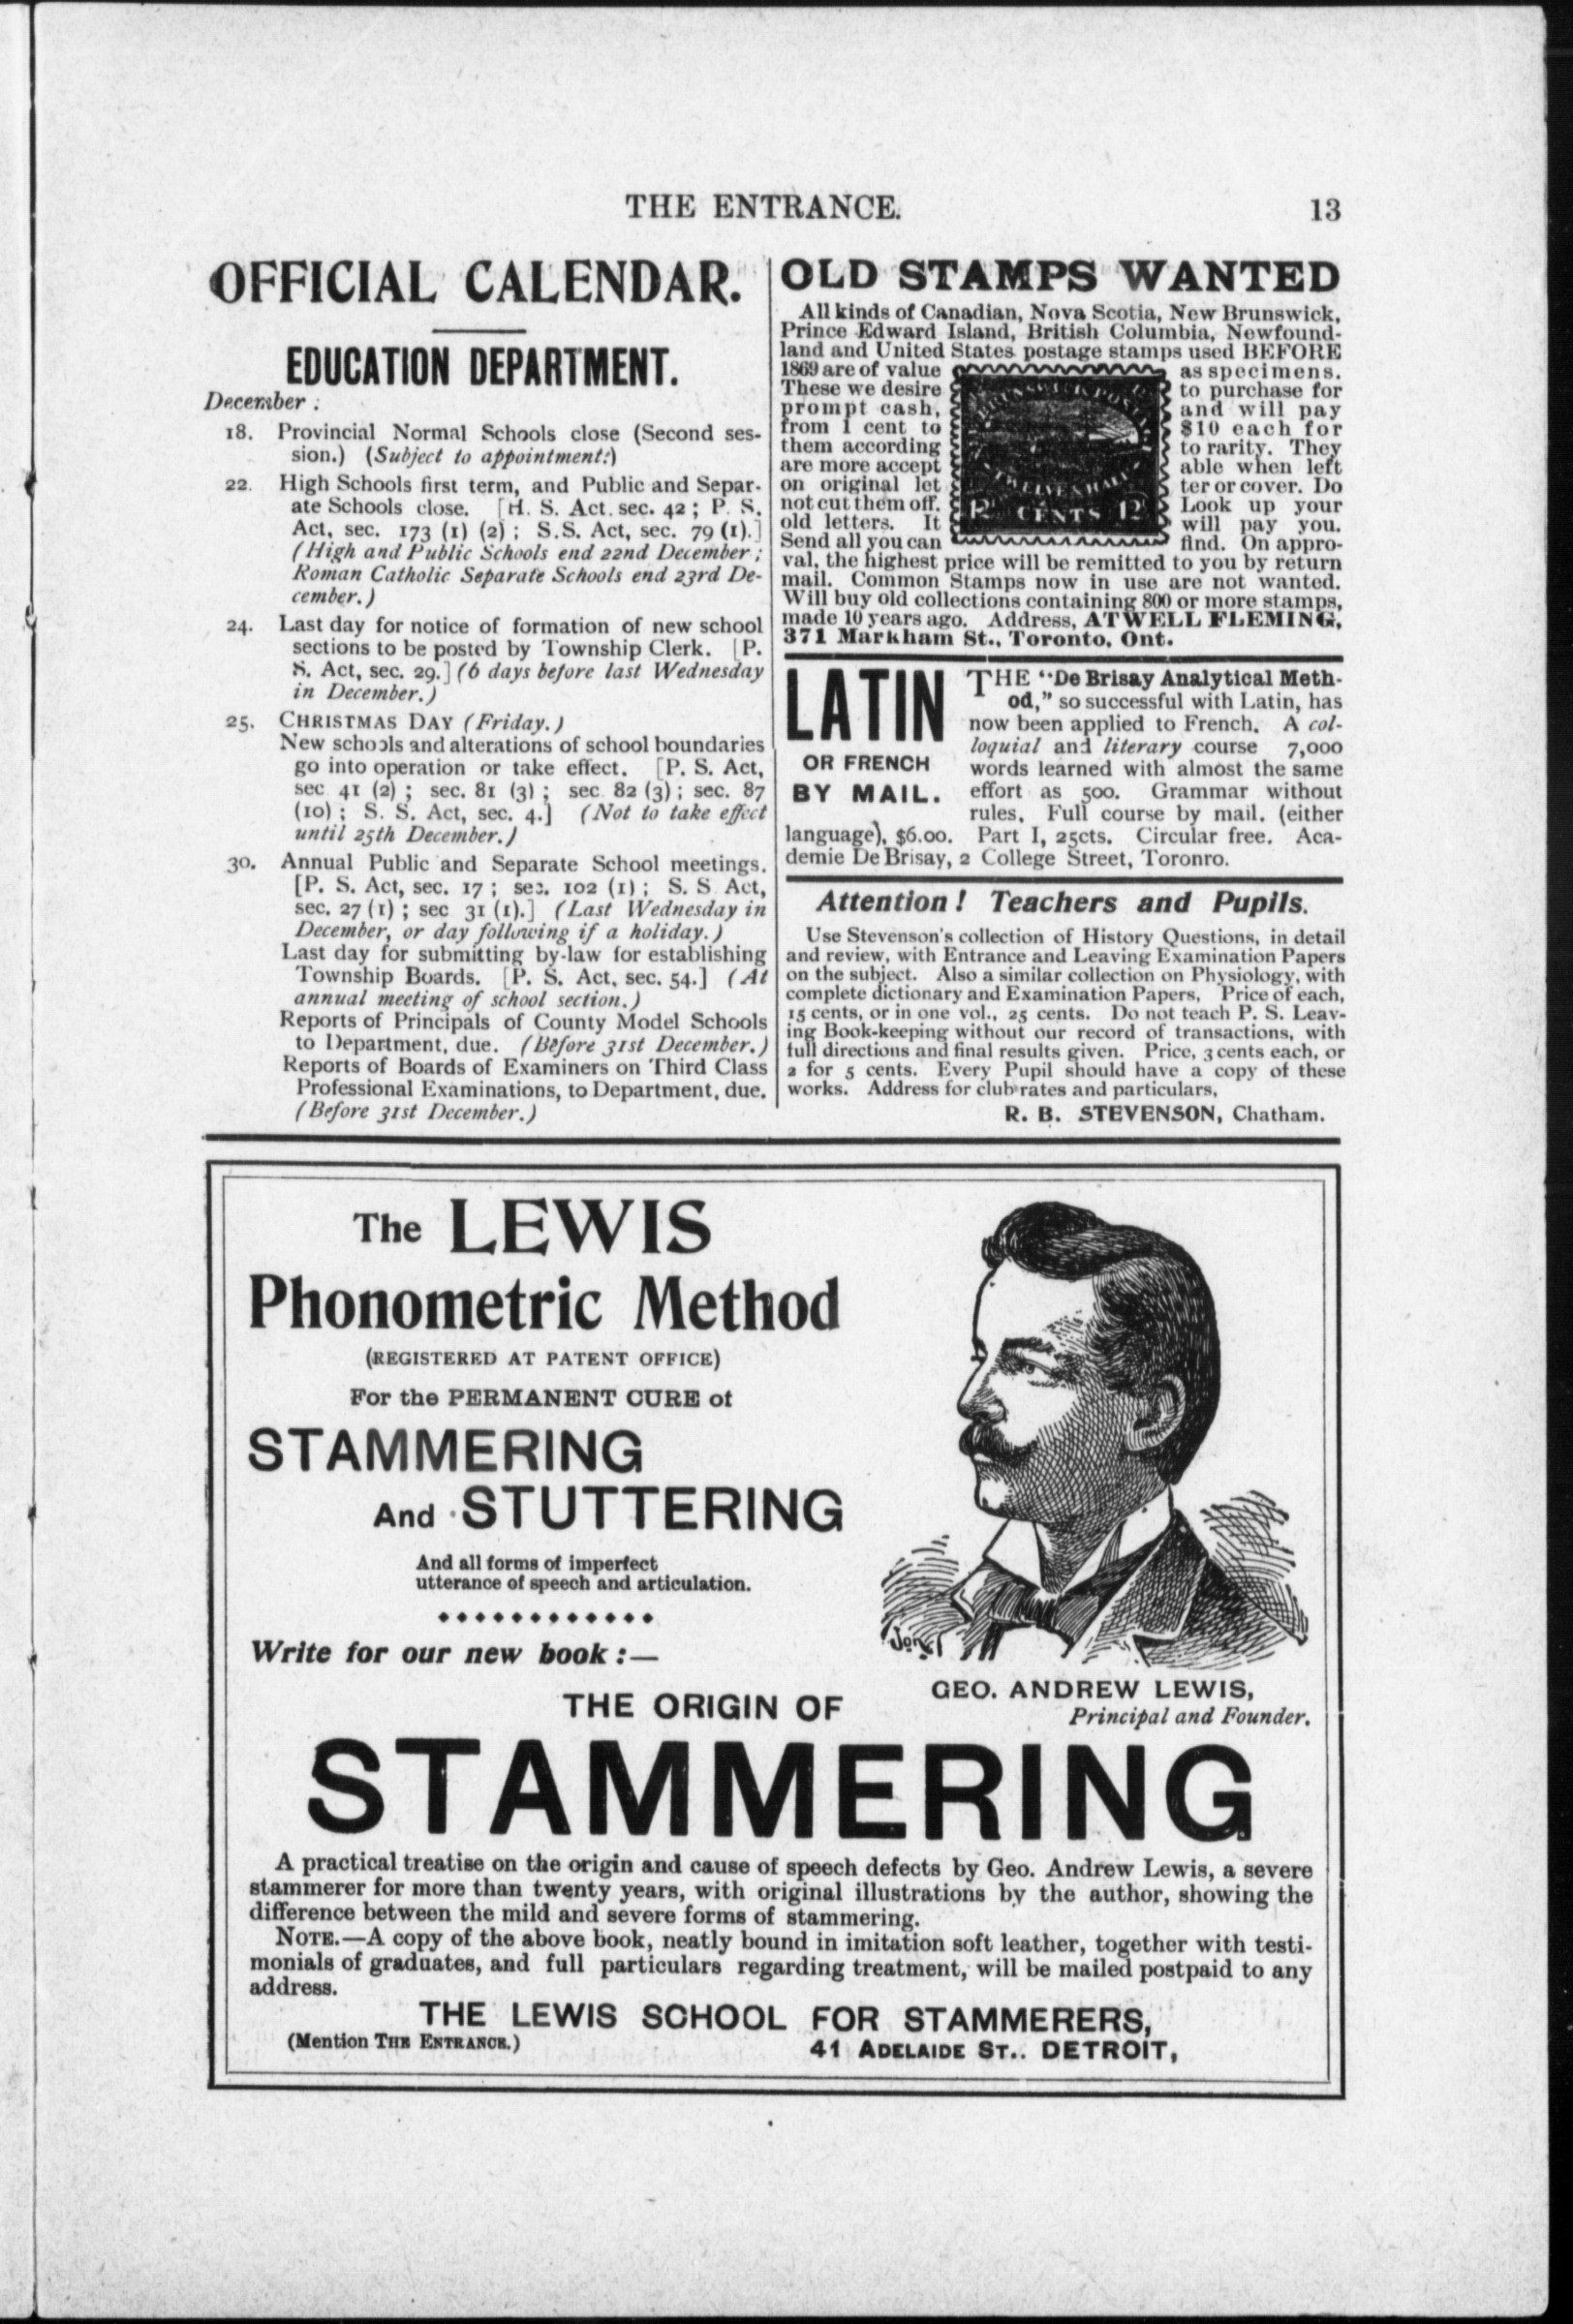 THE ENTRANCE. 13
OFFICIAL CALENDAR.
EDUCATION DEPARTMENT.
December :
18. Provincial Normal Schools close (Second ses-
sion.) (Subject to appointment.)
22. High Schools first term, and Public and Separ-
ate Schools close. [H. S. Act. sec. 42 ; P. S.
Act, sec. 173 (1) (2) ; S.S. Act, sec. 79 (1).]
(High and Public Schools end 22nd December ;
Roman Catholic Separate Schools end 23rd De-
cember.)
24. Last day for notice of formation of new school
sections to be posted by Township Clerk. [P.
S. Act, sec. 29.] (6 days before last Wednesday
in December.)
25. CHRISTMAS DAY (Friday.)
New schools and alterations of school boundaries
go into operation or take effect. [P. S. Act,
sec 41 (2) ; sec. 81 (3) ; sec. 82 (3) ; sec. 87
(10) ; S. S. Act, sec. 4.] (Not to take effect
until 25th December.)
30. Annual Public and Separate School meetings.
[P. S. Act, sec. 17 ; sec. 102 (1) ; S. S Act,
sec. 27 (1) ; sec 31 (1).] (Last Wednesday in
December, or day following if a holiday.)
Last day for submitting by-law for establishing
Township Boards. [P. S. Act, sec. 54.] (At
annual meeting of school section.)
Reports of Principals of County Model Schools
to Department, due. (Before 31st December.)
Reports of Boards of Examiners on Third Class
Professional Examinations, to Department, due.
(Before 31st December.)
OLD STAMPS WANTED
All kinds of Canadian, Nova Scotia, New Brunswick,
Prince Edward Island, British Columbia, Newfound-
land and United States postage stamps used BEFORE
1869 are of value as specimens.
These we desire to purchase for
prompt cash, and will pay
from 1 cent to $10 each for
them according to rarity. They
are more accept able when left
on original let ter or cover. Do
not cut them off. Look up your
old letters. It will pay you.
Send all you can find. On appro-
val, the highest price will be remitted to you by return
mail. Common Stamps now in use are not wanted.
Will buy old collections containing 800 or more stamps,
made 10 years ago. Address, ATWELL FLEMING,
371 Markham St., Toronto, Ont.
BRUNSWICK POSTAGE
TWELVE & HALF
12½ CENTS 12½
LATIN
OR FRENCH
BY MAIL.
THE "De Brisay Analytical Meth-
od," so successful with Latin, has
now been applied to French. A col-
loquial and literary course 7,000
words learned with almost the same
effort as 500. Grammar without
rules. Full course by mail. (either
language), $6.00. Part I, 25cts. Circular free. Aca-
demie De Brisay, 2 College Street, Toronro.
Attention ! Teachers and Pupils.
Use Stevenson's collection of History Questions, in detail
and review, with Entrance and Leaving Examination Papers
on the subject. Also a similar collection on Physiology, with
complete dictionary and Examination Papers, Price of each,
15 cents, or in one vol., 25 cents. Do not teach P. S. Leav-
ing Book-keeping without our record of transactions, with
full directions and final results given. Price, 3 cents each, or
2 for 5 cents. Every Pupil should have a copy of these
works. Address for club rates and particulars,
R. B. STEVENSON, Chatham.
The LEWIS
Phonometric Method
(REGISTERED AT PATENT OFFICE)
For the PERMANENT CURE of
STAMMERING
And STUTTERING
And all forms of imperfect
utterance of speech and articulation.
Write for our new book :—
Jon
GEO. ANDREW LEWIS,
Principal and Founder.
THE ORIGIN OF
STAMMERING
A practical treatise on the origin and cause of speech defects by Geo. Andrew Lewis, a severe
stammerer for more than twenty years, with original illustrations by the author, showing the
difference between the mild and severe forms of stammering.
NOTE.—A copy of the above book, neatly bound in imitation soft leather, together with testi-
monials of graduates, and full particulars regarding treatment, will be mailed postpaid to any
address.
THE LEWIS SCHOOL FOR STAMMERERS,
(Mention THE ENTRANCE.) 41 ADELAIDE ST.. DETROIT,